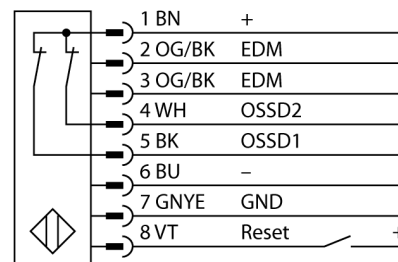 1 BN +
2 OG/BK EDM
3 OG/BK EDM
4 WH OSSD2
5 BK OSSD1
6 BU –
7 GNYE GND
8 VT Reset +